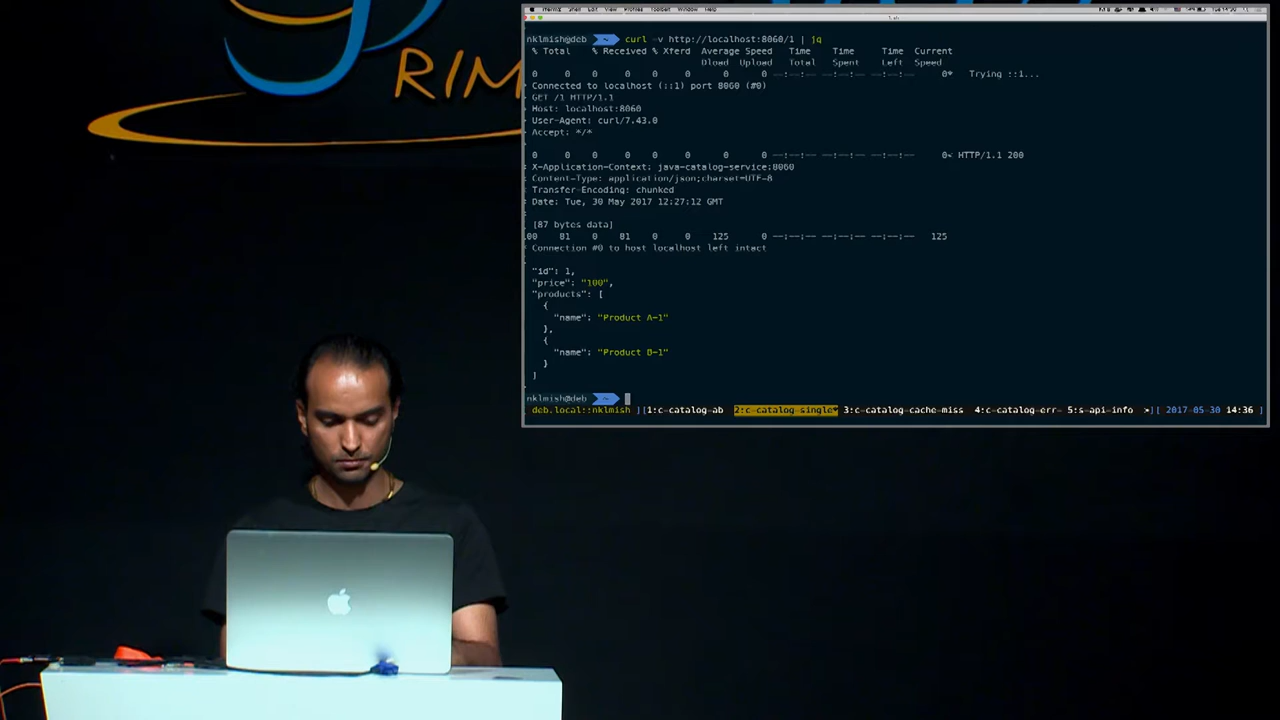 RIM
nklmish@deb ~ curl -v http://localhost:8060/1 | jq
% Total % Received % Xferd Average Speed Time Time Time Current
Dload Upload Total Spent Left Speed
0 0 0 0 0 0 0 0 --:--:-- --:--:-- --:--:-- 0* Trying ::1...
Connected to localhost (::1) port 8060 (#0)
GET /1 HTTP/1.1
Host: localhost:8060
User-Agent: curl/7.43.0
Accept: */*
0 0 0 0 0 0 0 0 --:--:-- --:--:-- --:--:-- 0< HTTP/1.1 200
X-Application-Context: java-catalog-service:8060
Content-Type: application/json;charset=UTF-8
Transfer-Encoding: chunked
Date: Tue, 30 May 2017 12:27:12 GMT
[87 bytes data]
00 81 0 81 0 0 125 0 --:--:-- --:--:-- --:--:-- 125
Connection #0 to host localhost left intact
"id": 1,
"price": "100",
"products": [
{
"name": "Product A-1"
},
{
"name": "Product B-1"
}
]
nklmish@deb ~
deb.local::nklmish ][ 1:c-catalog-ab 2:c-catalog-single* 3:c-catalog-cache-miss 4:c-catalog-err- 5:s-api-info >][ 2017-05-30 14:36 ]